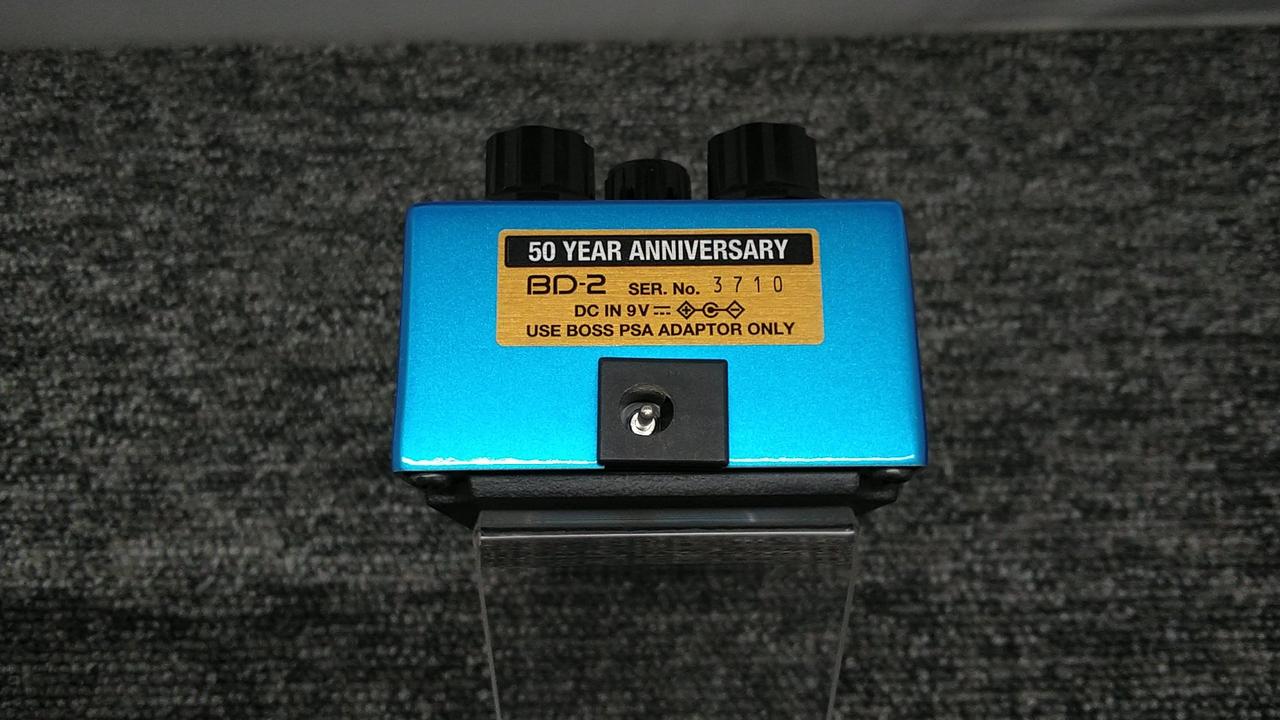 50 YEAR ANNIVERSARY
BD-2 SER. No. 3710
DC IN 9V
USE BOSS PSA ADAPTOR ONLY